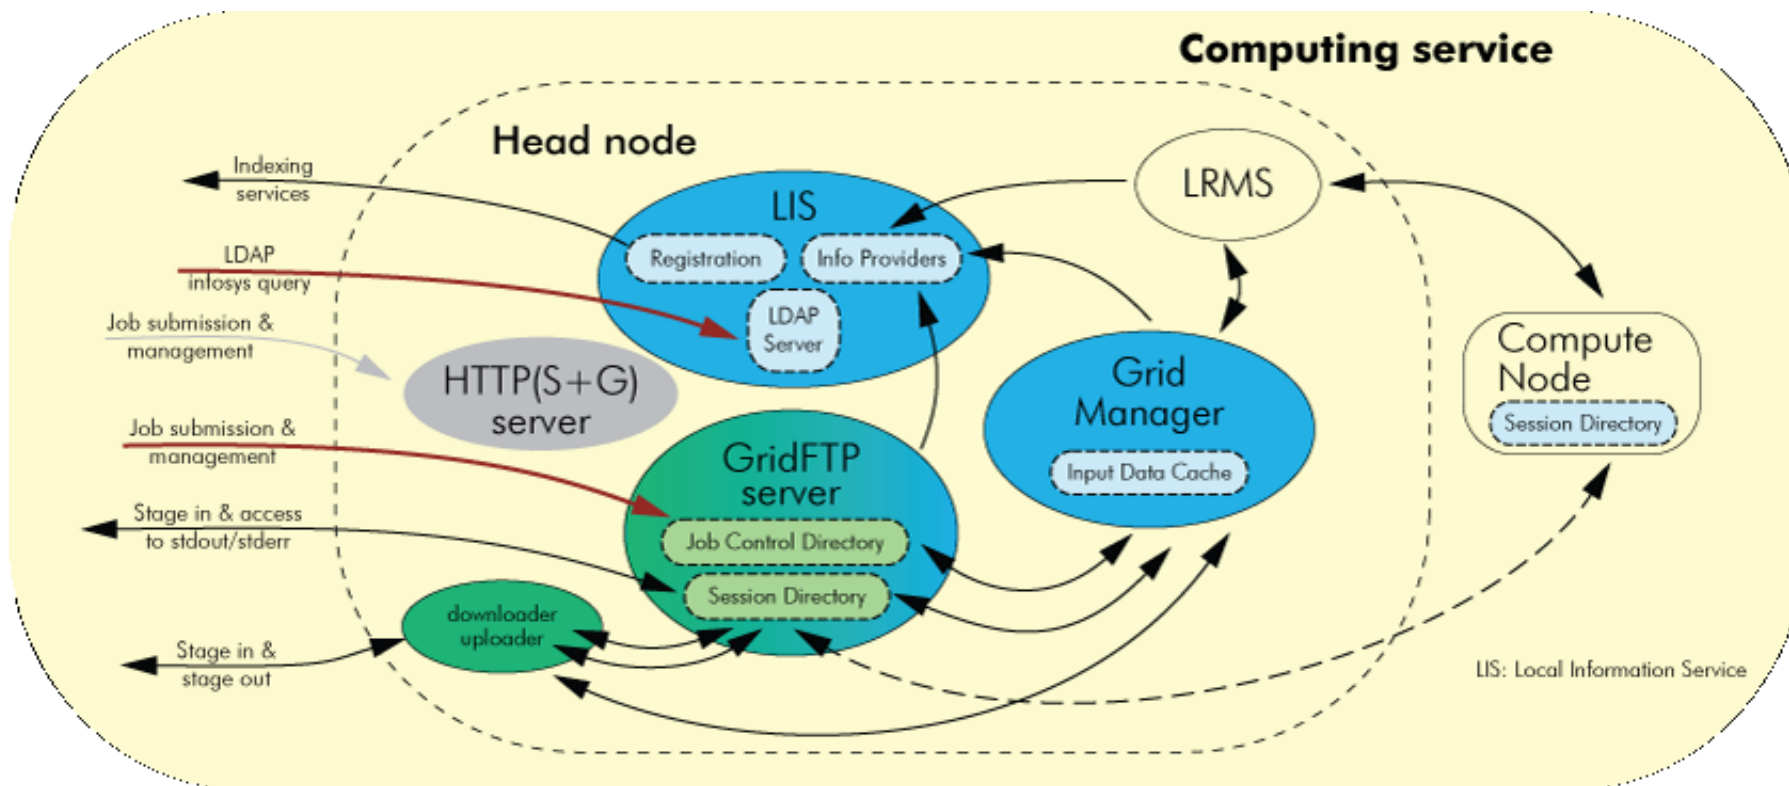 Computing service
Head node
Indexing
services
LDAP
infosys query
Job submission &
management
Job submission &
management
Stage in & access
to stdout/stderr
Stage in &
stage out
LIS
Registration
Info Providers
LDAP
Server
HTTP(S+G)
server
GridFTP
server
Job Control Directory
Session Directory
downloader
uploader
LRMS
Grid
Manager
Input Data Cache
Compute
Node
Session Directory
LIS: Local Information Service